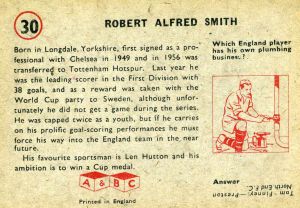 30
ROBERT ALFRED SMITH
Born in Longdale, Yorkshire, first signed as a pro-
fessional with Chelsea in 1949 and in 1956 was
transferred to Tottenham Hotspur. Last year he
was the leading scorer in the First Division with
38 goals, and as a reward was taken with the
World Cup party to Sweden, although unfor-
tunately he did not get a game during the series.
He was capped twice as a youth, but if he carries
on his prolific goal-scoring performances he must
force his way into the England team in the near
future.
His favourite sportsman is Len Hutton and his
ambition is to win a Cup medal.
A & B C
Printed in England
Which England player
has his own plumbing
business?
Answer
Tom Finney, Preston
North End F.C.